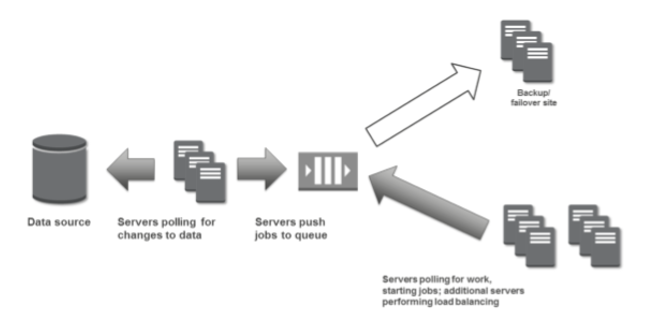 Backup/
failover site
Data source
Servers polling for
changes to data
Servers push
jobs to queue
Servers polling for work,
starting jobs; additional servers
performing load balancing